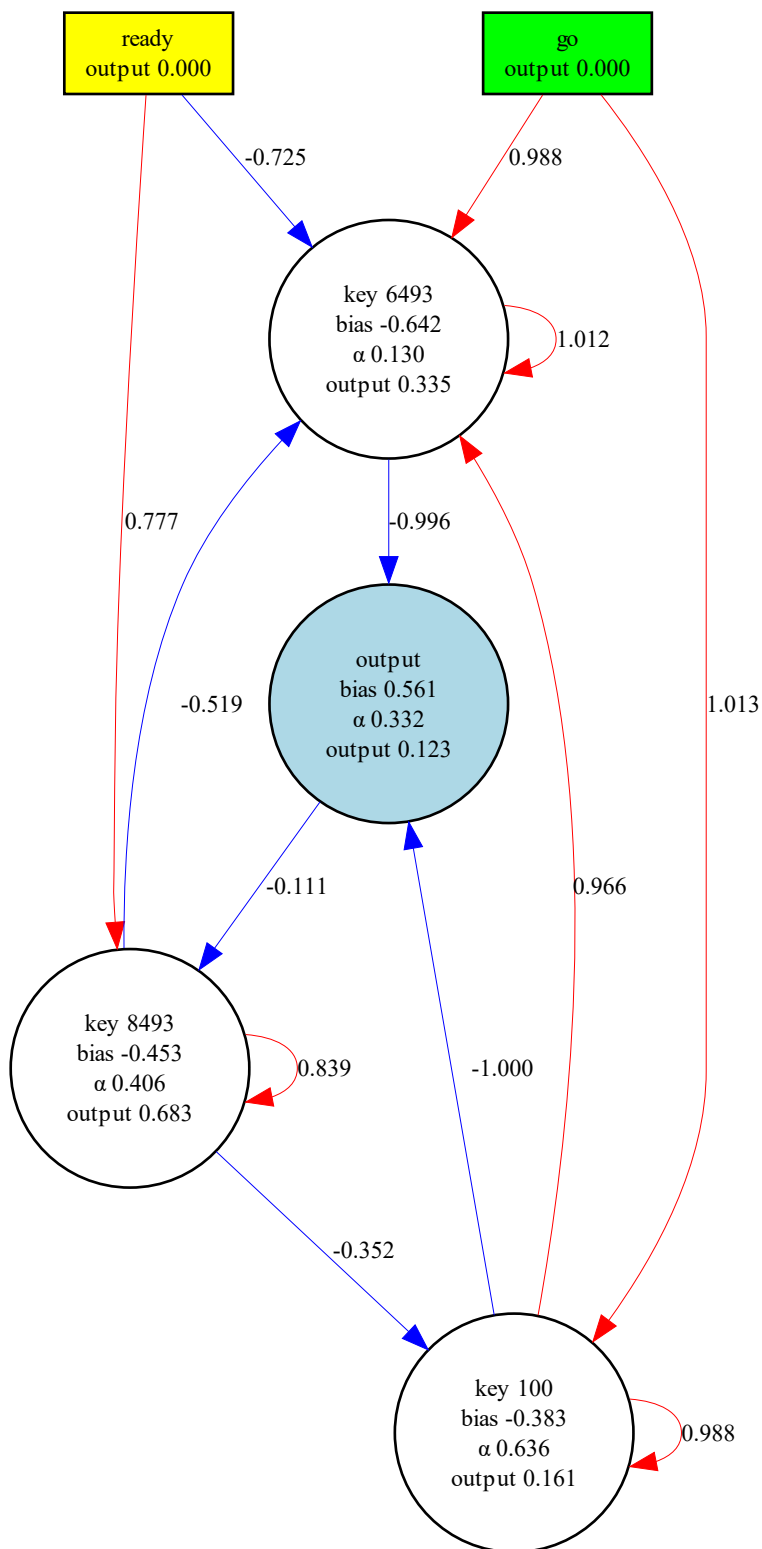 ready
output 0.000
go
output 0.000
-0.725
0.988
key 6493
bias -0.642
α 0.130
output 0.335
1.012
0.777
-0.996
output
bias 0.561
α 0.332
output 0.123
-0.519
1.013
-0.111
0.966
key 8493
bias -0.453
α 0.406
output 0.683
0.839
-1.000
-0.352
key 100
bias -0.383
α 0.636
output 0.161
0.988